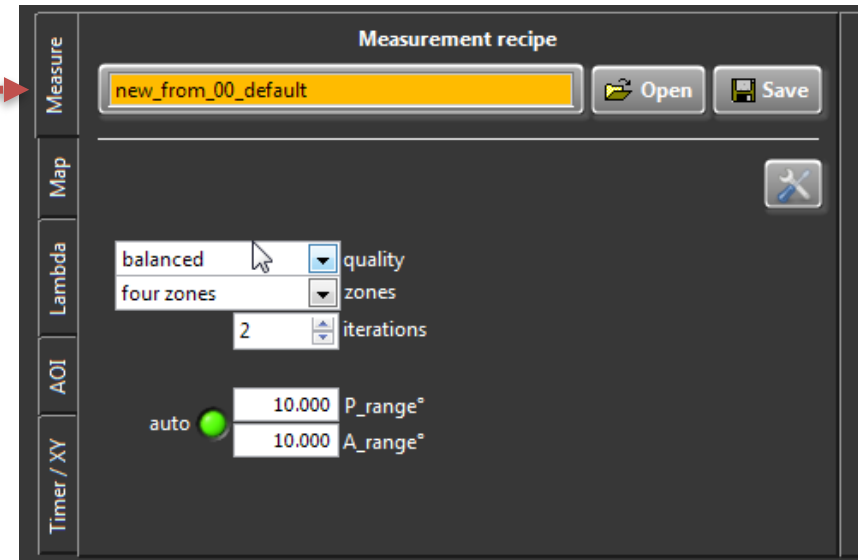 Measurement recipe
new_from_00_default
Open
Save
Measure
Map
Lambda
AOI
Timer / XY
balanced
quality
four zones
zones
2
iterations
auto
10.000
P_range°
10.000
A_range°